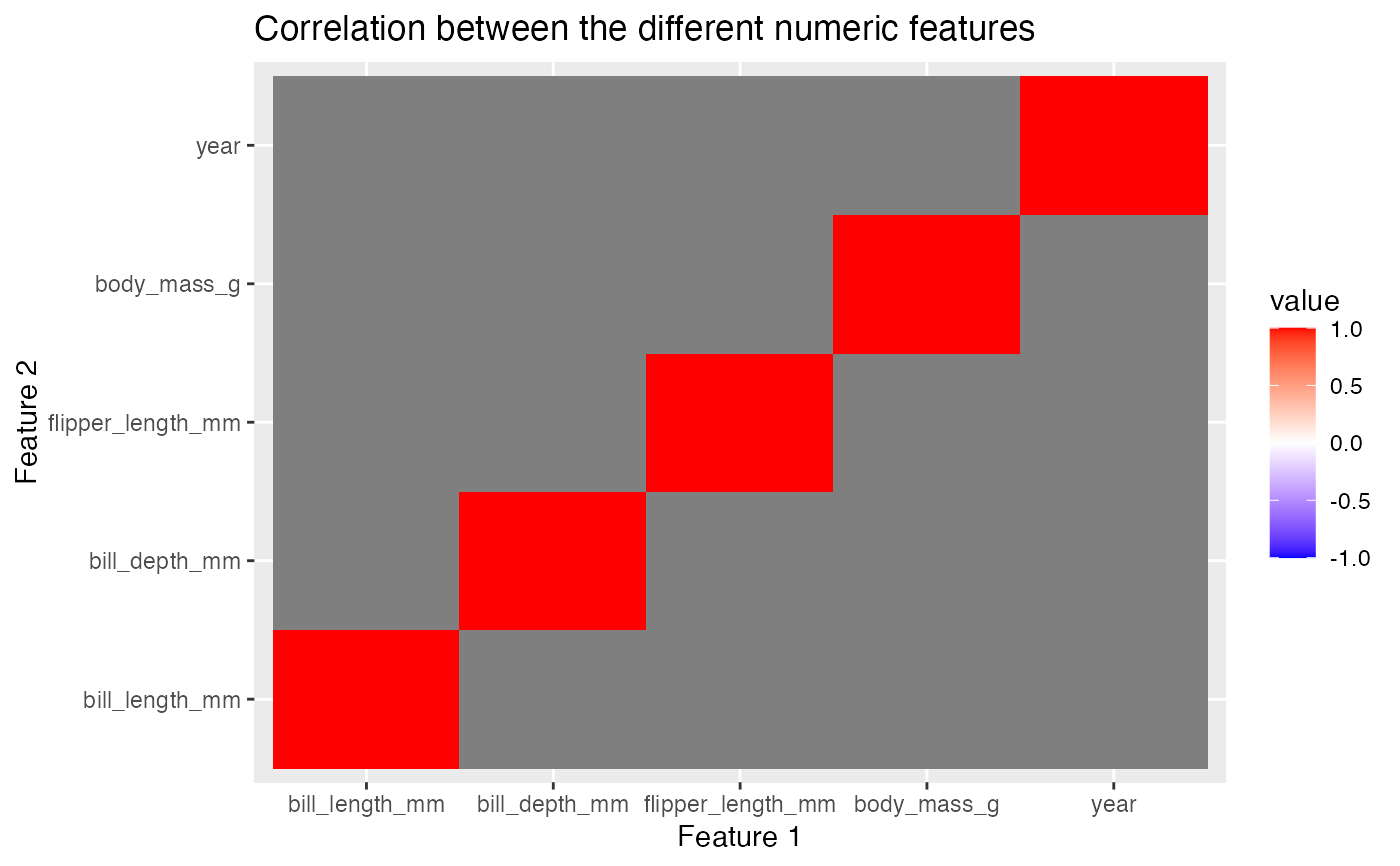 Correlation between the different numeric features
year
body_mass_g
flipper_length_mm
bill_depth_mm
bill_length_mm
Feature 2
bill_length_mm bill_depth_mm flipper_length_mm body_mass_g year
Feature 1
value
1.0
0.5
0.0
-0.5
-1.0